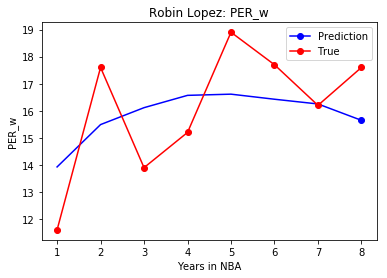 Robin Lopez: PER_w
Prediction
True
19
18
17
16
15
14
13
12
PER_w
1 2 3 4 5 6 7 8
Years in NBA